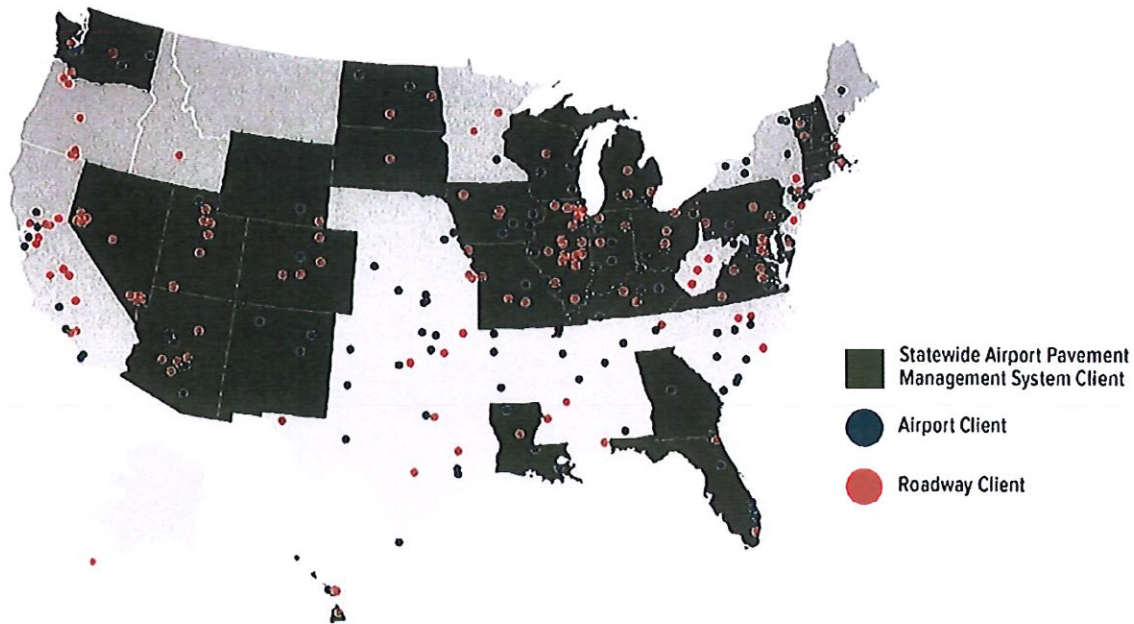 Statewide Airport Pavement
Management System Client
Airport Client
Roadway Client